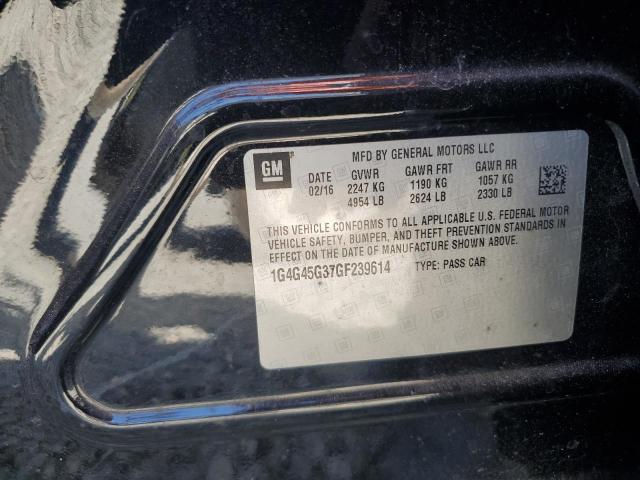 GM
MFD BY GENERAL MOTORS LLC
DATE GVWR GAWR FRT GAWR RR
02/16 2247 KG 1190 KG 1057 KG
4954 LB 2624 LB 2330 LB
THIS VEHICLE CONFORMS TO ALL APPLICABLE U.S. FEDERAL MOTOR
VEHICLE SAFETY, BUMPER, AND THEFT PREVENTION STANDARDS IN
EFFECT ON THE DATE OF MANUFACTURE SHOWN ABOVE.
1G4G45G37GF239614 TYPE: PASS CAR